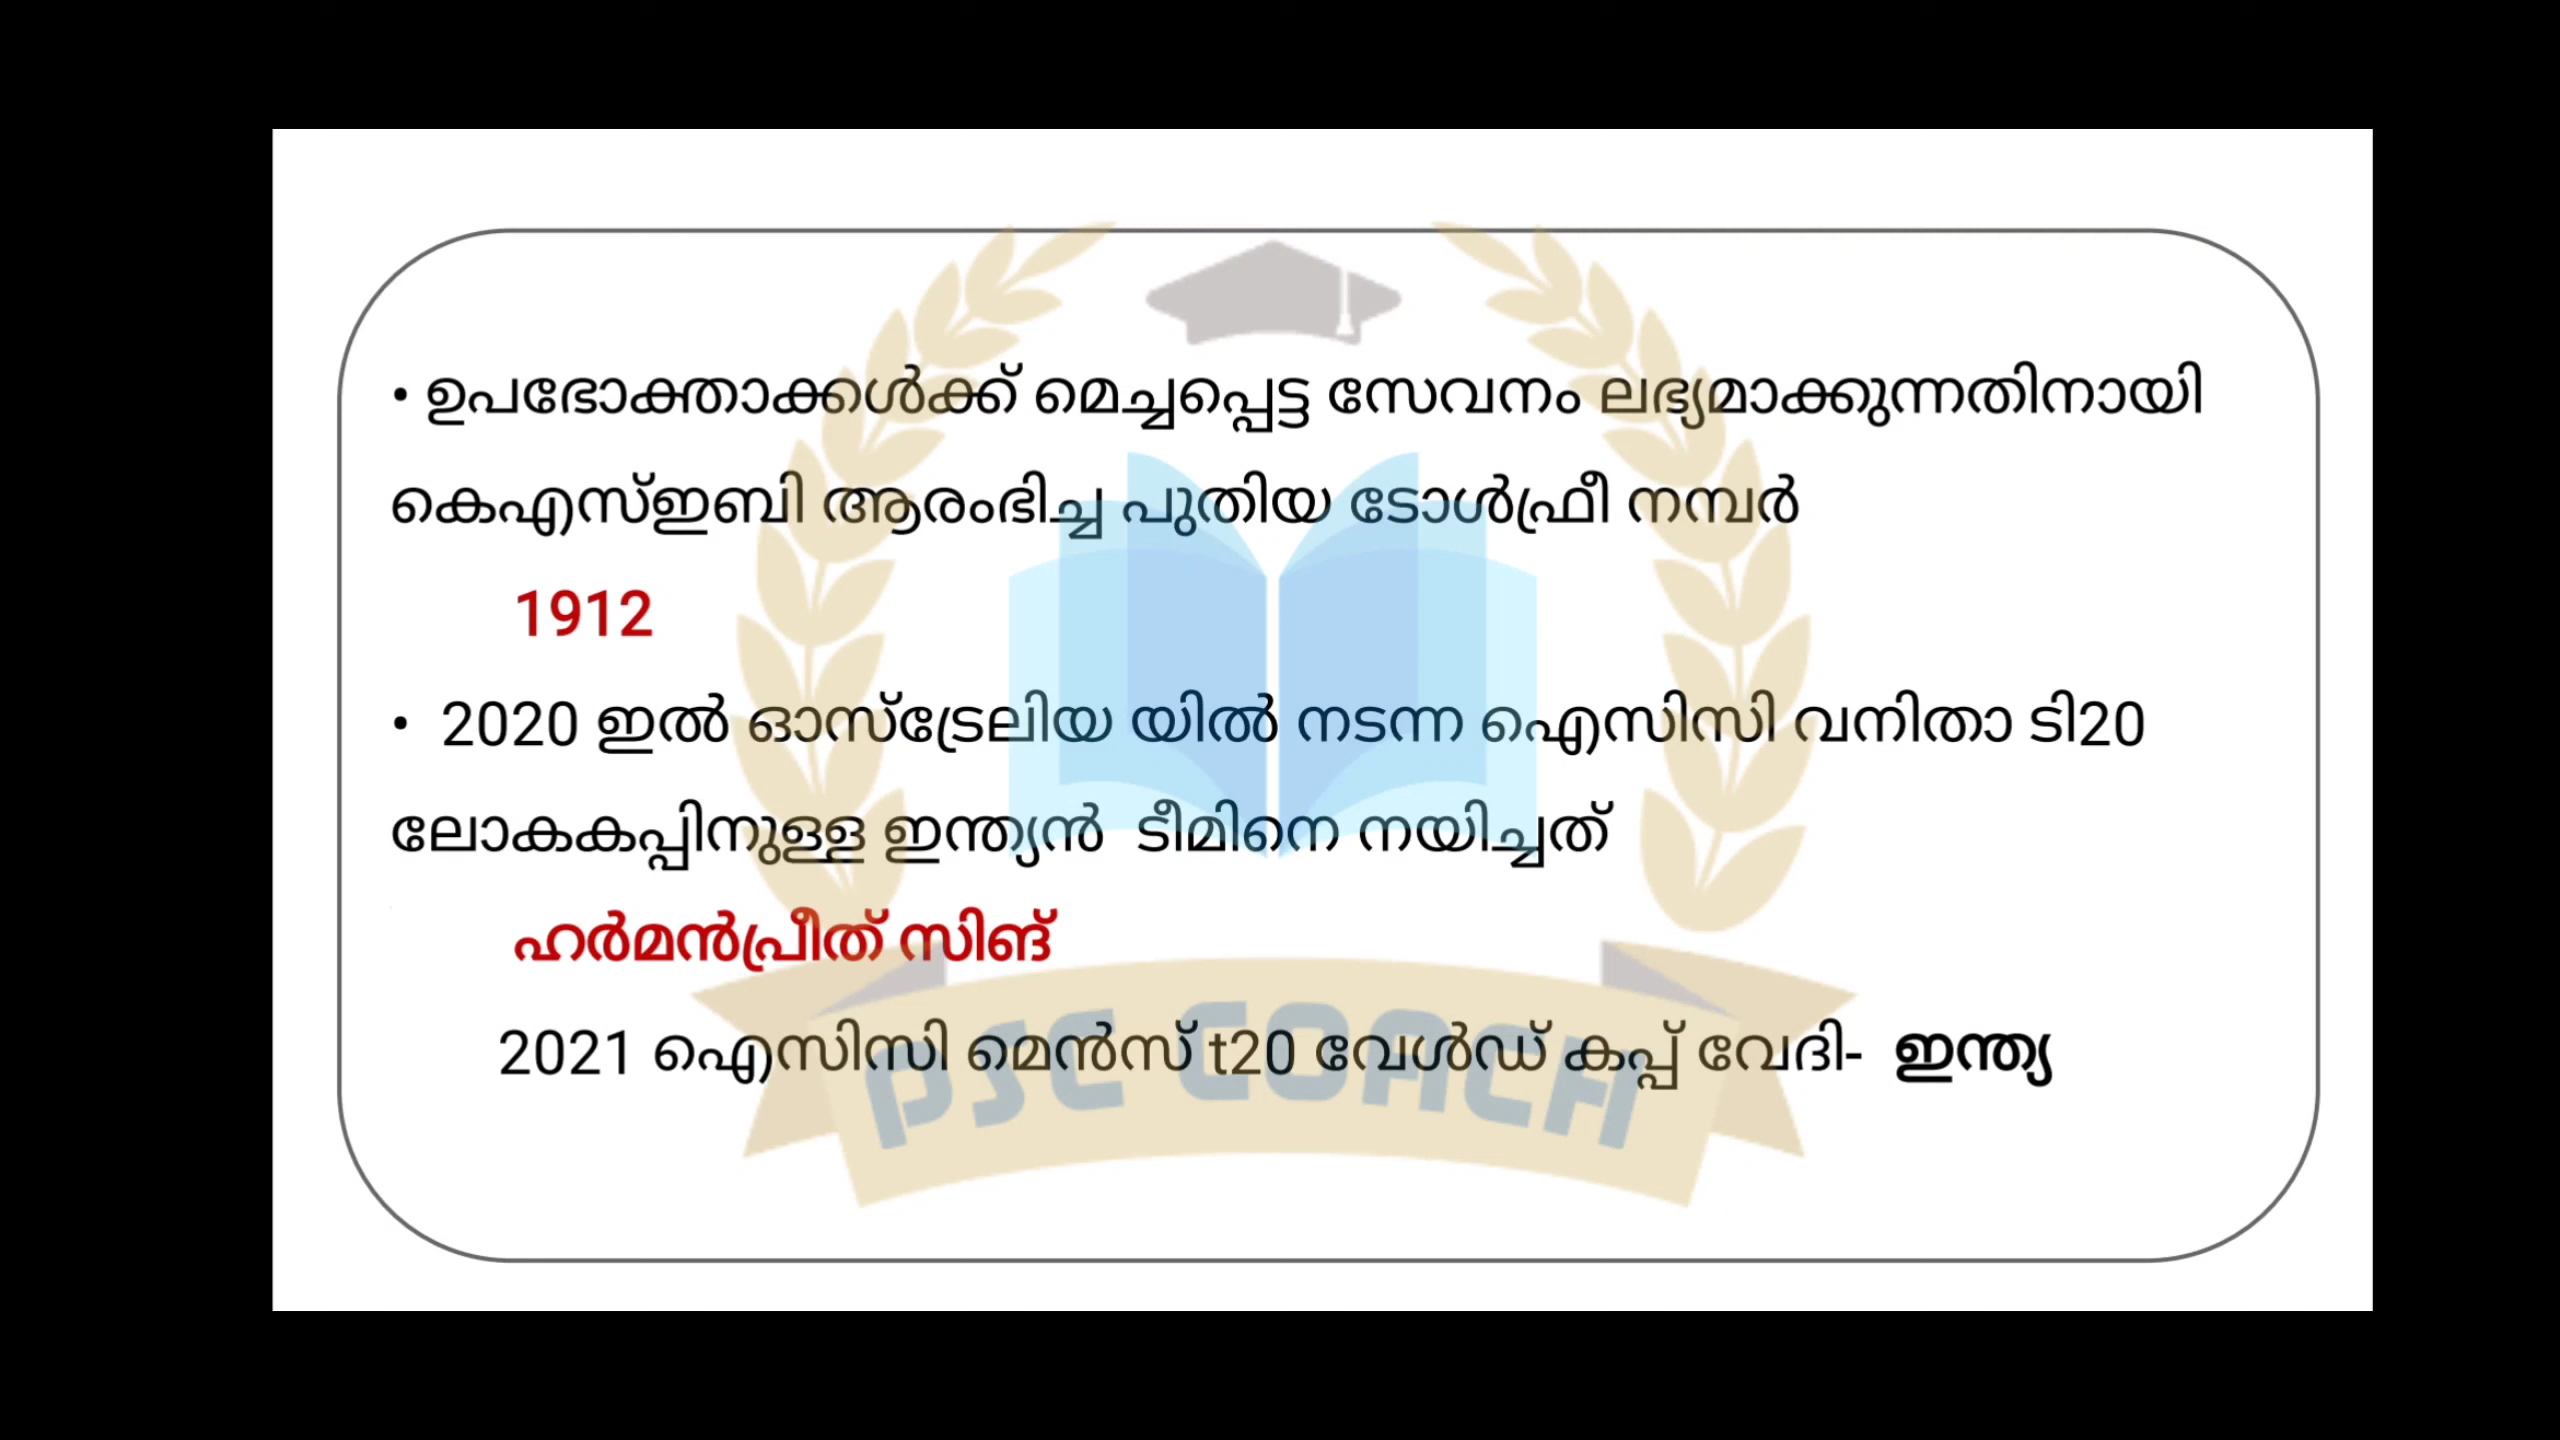 • ഉപഭോക്താക്കൾക്ക് മെച്ചപ്പെട്ട സേവനം ലഭ്യമാക്കുന്നതിനായി
കെഎസ്ഇബി ആരംഭിച്ച പുതിയ ടോൾഫ്രീ നമ്പർ
1912
• 2020 ഇൽ ഓസ്ട്രേലിയ യിൽ നടന്ന ഐസിസി വനിതാ ടി20
ലോകകപ്പിനുള്ള ഇന്ത്യൻ ടീമിനെ നയിച്ചത്
ഹർമൻപ്രീത് സിങ്
2021 ഐസിസി മെൻസ് t20 വേൾഡ് കപ്പ് വേദി- ഇന്ത്യ
PSC COACH